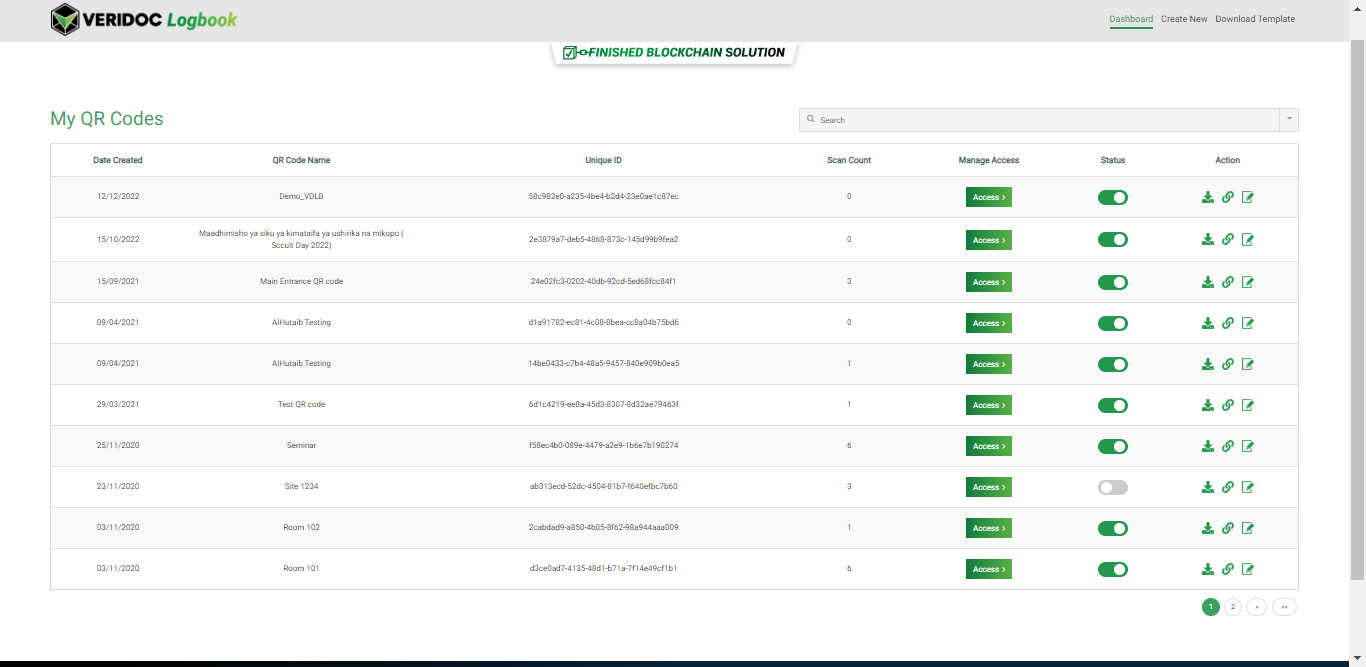 VERIDOC Logbook
Dashboard Create New Download Template
FINISHED BLOCKCHAIN SOLUTION
My QR Codes
Search
Date Created QR Code Name Unique ID Scan Count Manage Access Status Action
12/12/2022 Demo_VDLB 58c982e0-a235-4be4-b2d4-23e0ae1c87ec 0 Access ›
Maadhimisho ya siku ya kimataifa ya ushirika na mikopo (
Sccult Day 2022)
15/10/2022 2e3879a7-deb5-4868-873c-145d99b9fea2 0 Access ›
15/09/2021 Main Entrance QR code 24e02fc3-0202-40db-92cd-5ed68fcc84f1 3 Access ›
09/04/2021 AlHutaib Testing d1a91782-ec81-4c08-8bea-cc8a04b75bd6 0 Access ›
09/04/2021 AlHutaib Testing 14be0433-c7b4-48a5-9457-840e909b0ea5 1 Access ›
29/03/2021 Test QR code 6d1c4219-ee8a-45d3-8307-8d32ae79463f 1 Access ›
25/11/2020 Seminar f58ec4b0-089e-4479-a2e9-1b6e7b190274 6 Access ›
23/11/2020 Site 1234 ab313ecd-52dc-4504-81b7-f640efbc7b60 3 Access ›
03/11/2020 Room 102 2cabdad9-a850-4b05-8f62-98a944aaa009 1 Access ›
03/11/2020 Room 101 d3ce0ad7-4135-48d1-b71a-7f14e49cf1b1 6 Access ›
1 2 » »»